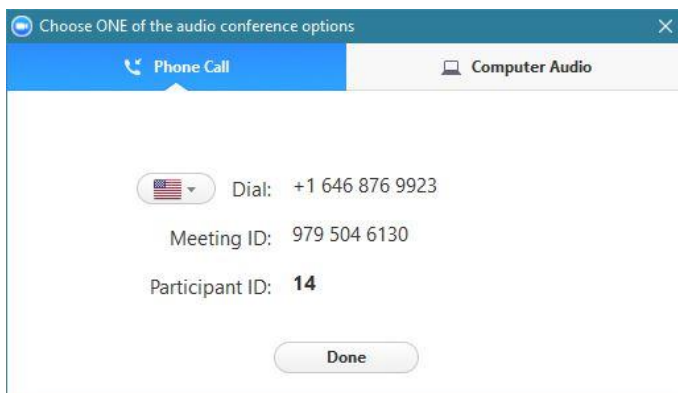 Choose ONE of the audio conference options
Phone Call
Computer Audio
Dial: +1 646 876 9923
Meeting ID: 979 504 6130
Participant ID: 14
Done